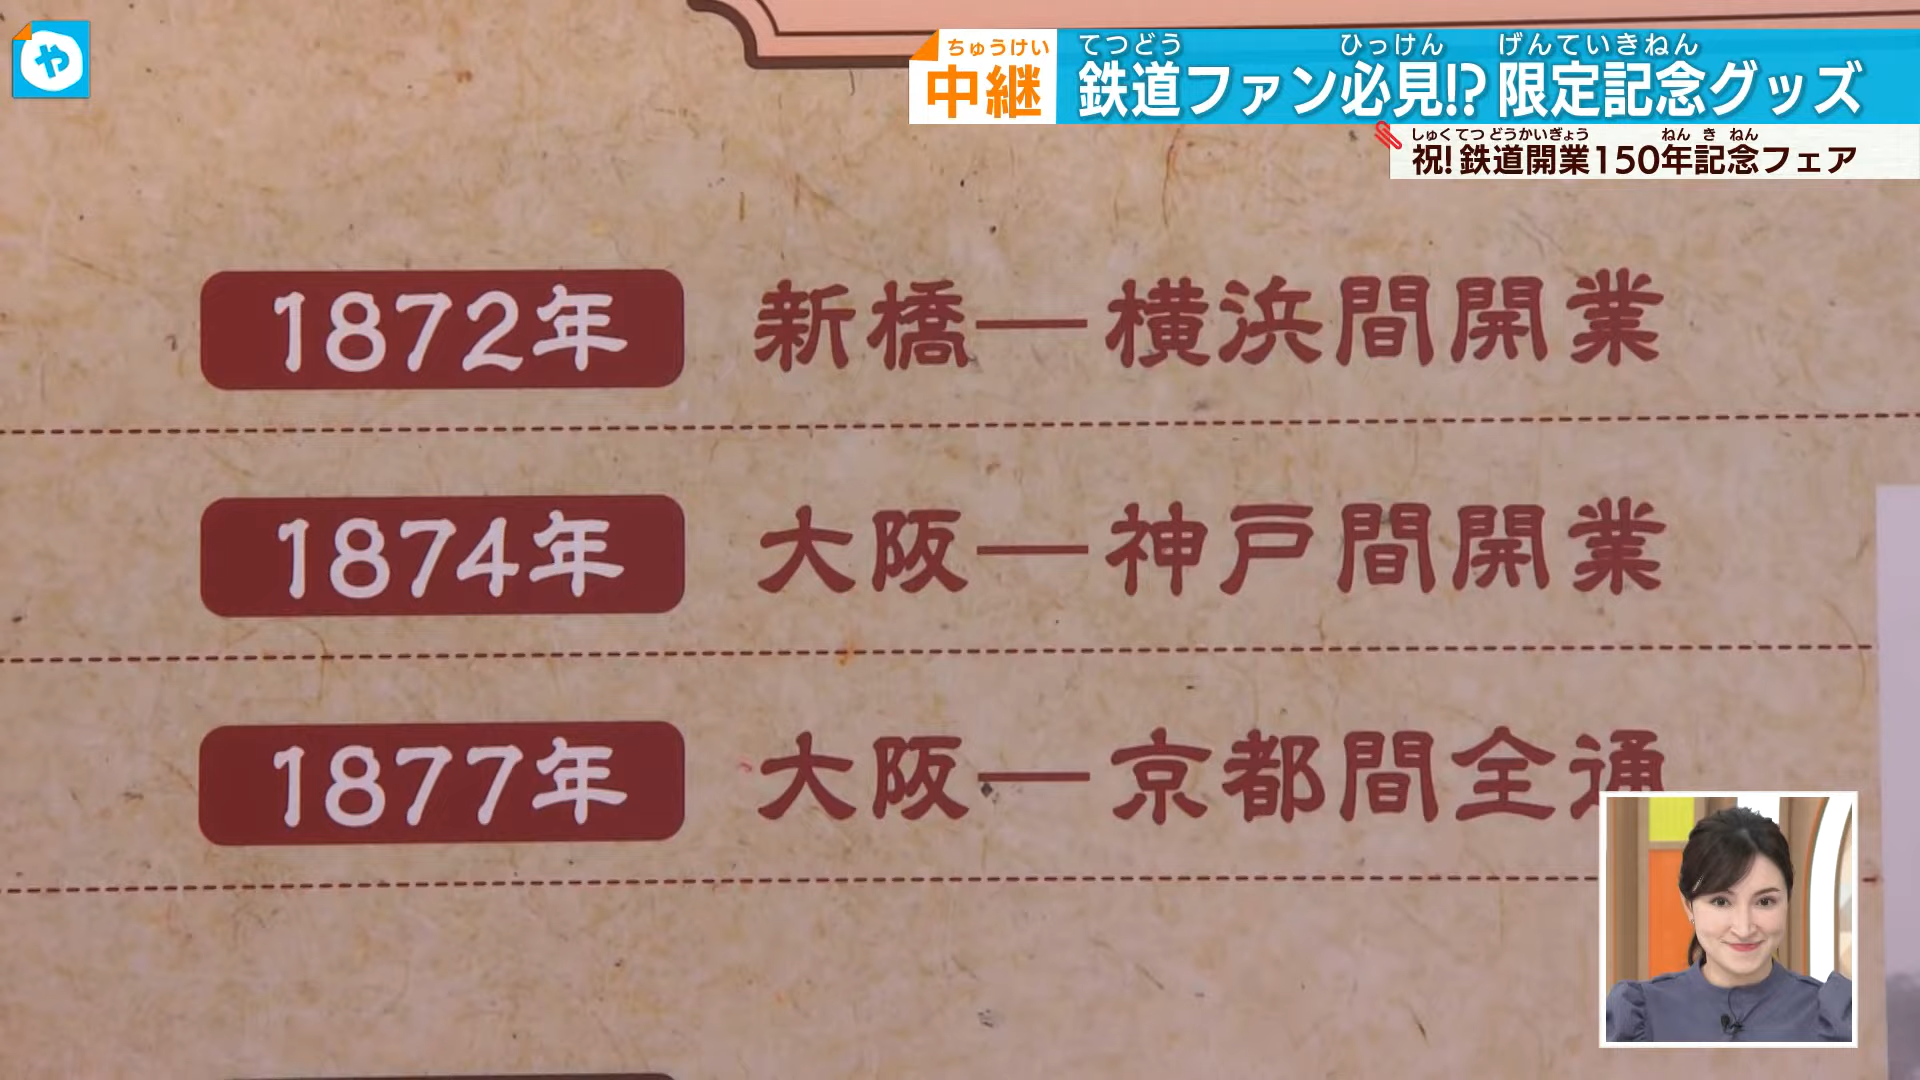 や
ちゅうけい
中継
てつどう ひっけん げんていきねん
鉄道ファン必見!? 限定記念グッズ
しゅく てつ どうかいぎょう ねん き ねん
祝!鉄道開業150年記念フェア
1872年 新橋―横浜間開業
1874年 大阪―神戸間開業
1877年 大阪―京都間全通